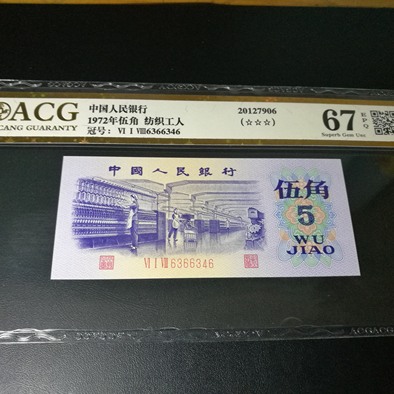 ACG
CANG GUARANTY
中国人民银行
1972年伍角 纺织工人
冠号: VI I VIII6366346
20127906
(☆☆☆)
67 EPQ
Superb Gem Unc
中國人民銀行
伍角
5
WU
JIAO
VI I VIII 6366346